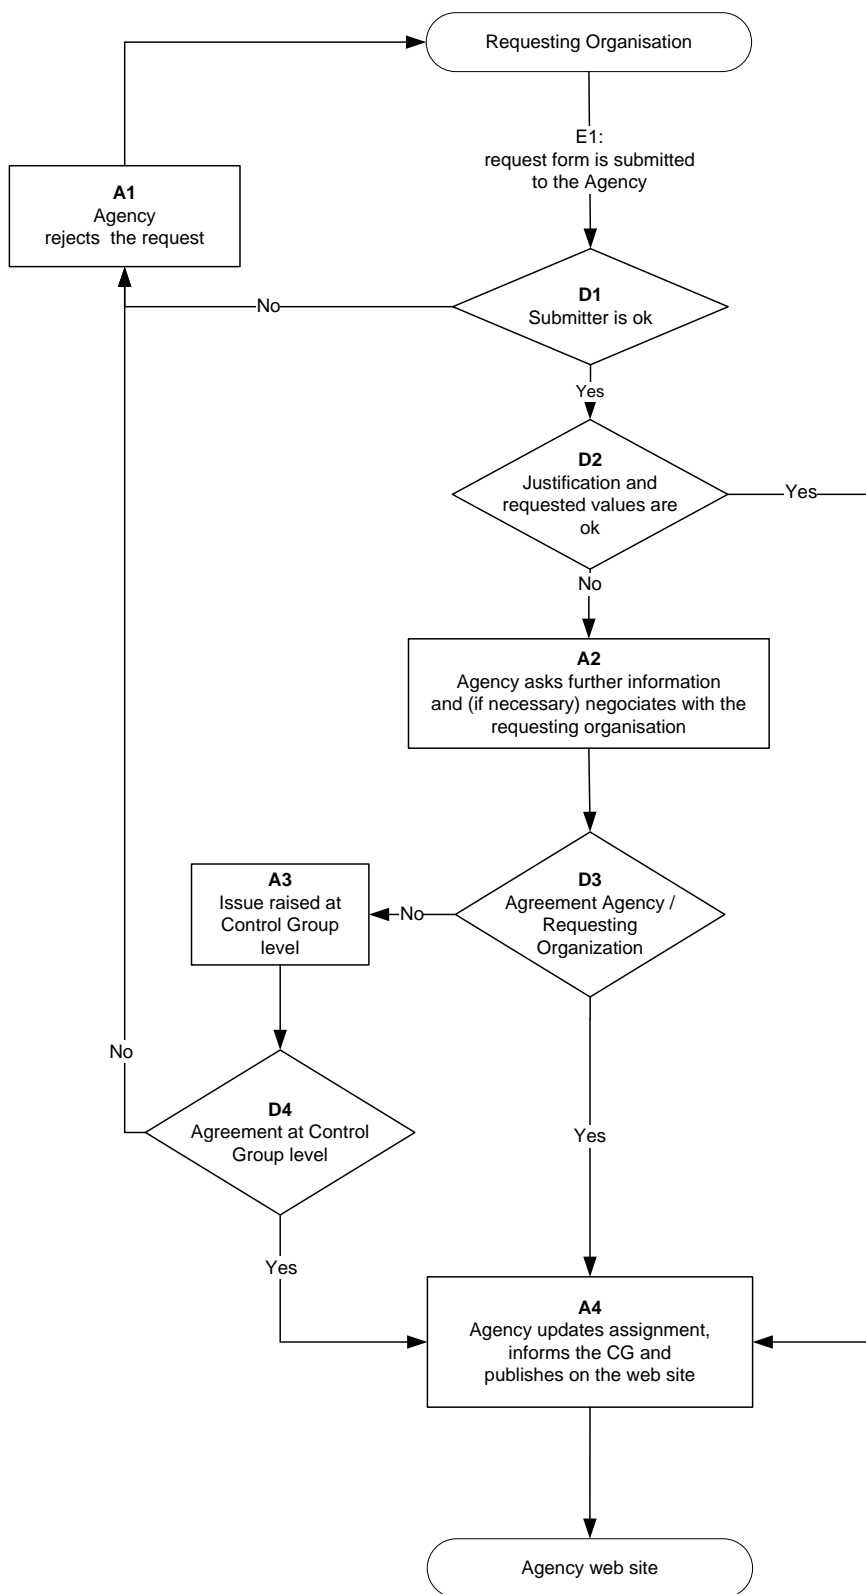 Requesting Organisation
E1:
request form is submitted
to the Agency
A1
Agency
rejects  the request
D1
Submitter is ok
No
Yes
D2
Justification and
requested values are
ok
Yes
No
A2
Agency asks further information
and (if necessary) negociates with the
requesting organisation
A3
Issue raised at
Control Group
level
No
D3
Agreement Agency /
Requesting
Organization
No
D4
Agreement at Control
Group level
Yes
Yes
A4
Agency updates assignment,
informs the CG and
publishes on the web site
Agency web site